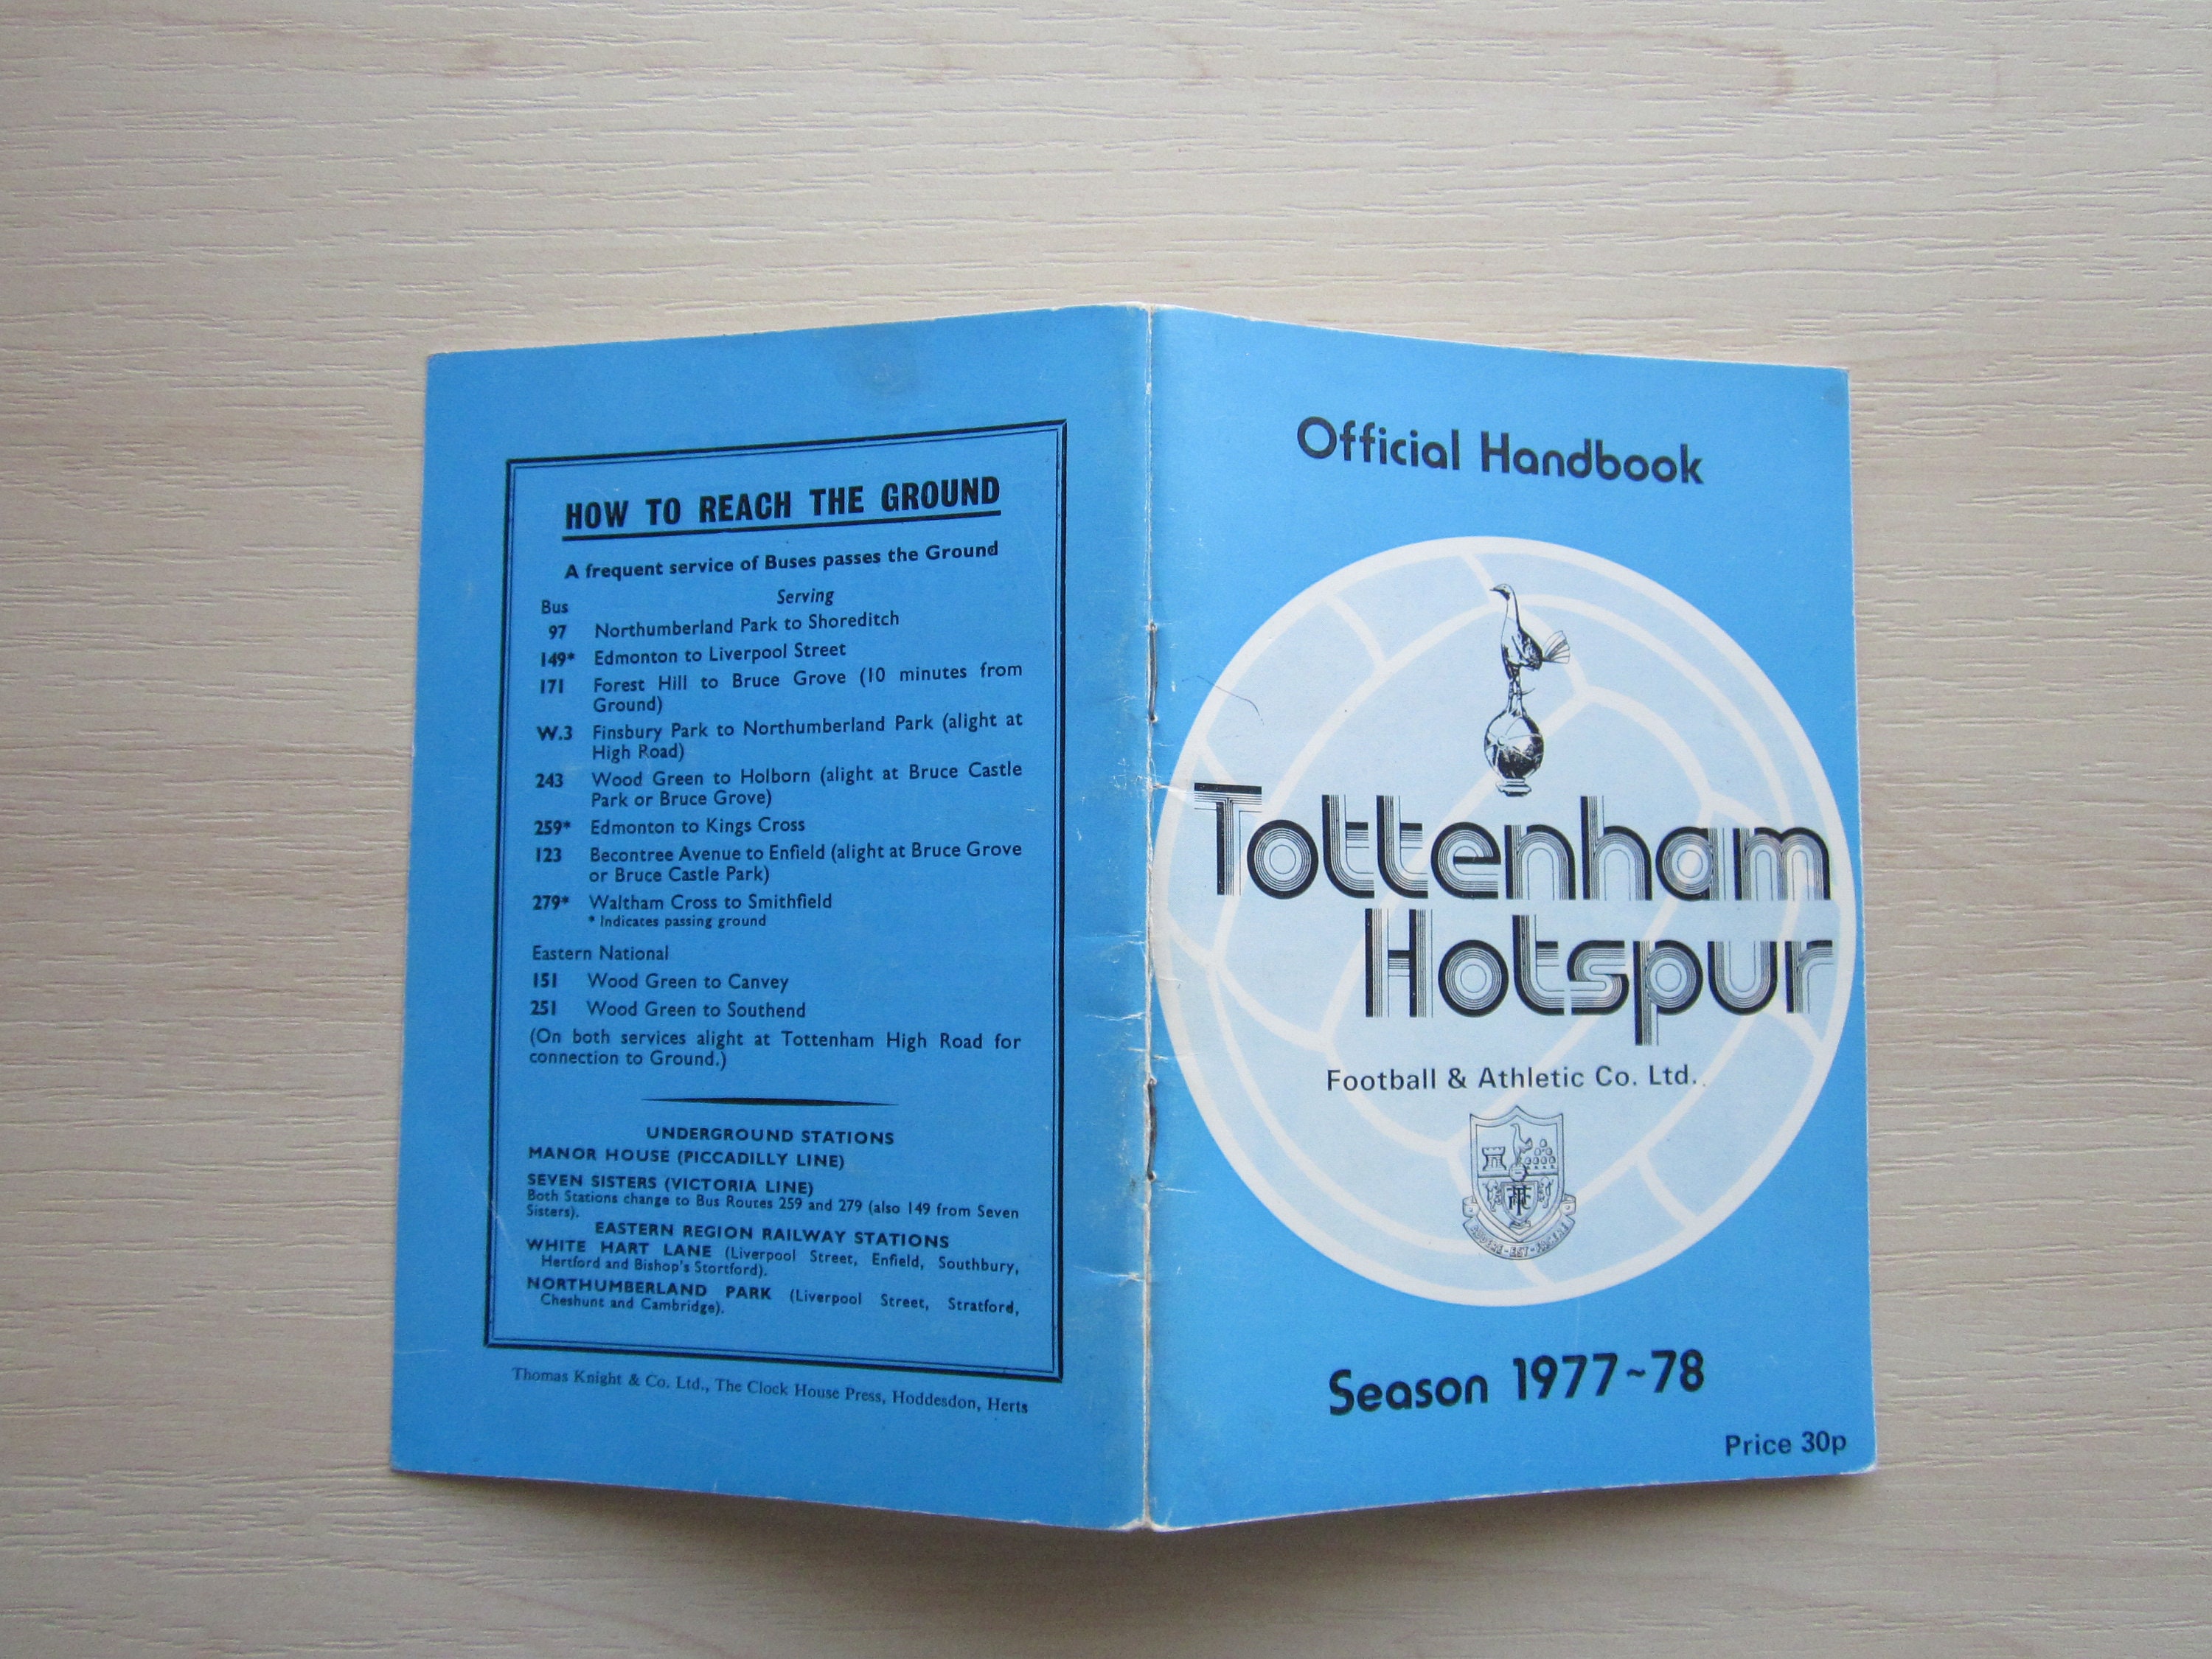 HOW TO REACH THE GROUND
A frequent service of Buses passes the Ground
Bus Serving
97 Northumberland Park to Shoreditch
149* Edmonton to Liverpool Street
171 Forest Hill to Bruce Grove (10 minutes from
Ground)
W.3 Finsbury Park to Northumberland Park (alight at
High Road)
243 Wood Green to Holborn (alight at Bruce Castle
Park or Bruce Grove)
259* Edmonton to Kings Cross
123 Becontree Avenue to Enfield (alight at Bruce Grove
or Bruce Castle Park)
279* Waltham Cross to Smithfield
* Indicates passing ground
Eastern National
151 Wood Green to Canvey
251 Wood Green to Southend
(On both services alight at Tottenham High Road for
connection to Ground.)
UNDERGROUND STATIONS
MANOR HOUSE (PICCADILLY LINE)
SEVEN SISTERS (VICTORIA LINE)
Both Stations change to Bus Routes 259 and 279 (also 149 from Seven
Sisters).
EASTERN REGION RAILWAY STATIONS
WHITE HART LANE (Liverpool Street, Enfield, Southbury,
Hertford and Bishop's Stortford).
NORTHUMBERLAND PARK (Liverpool Street, Stratford,
Cheshunt and Cambridge).
Thomas Knight & Co. Ltd., The Clock House Press, Hoddesdon, Herts
Official Handbook
Tottenham
Hotspur
Football & Athletic Co. Ltd.
AUDERE·EST·FACERE
Season 1977~78
Price 30p